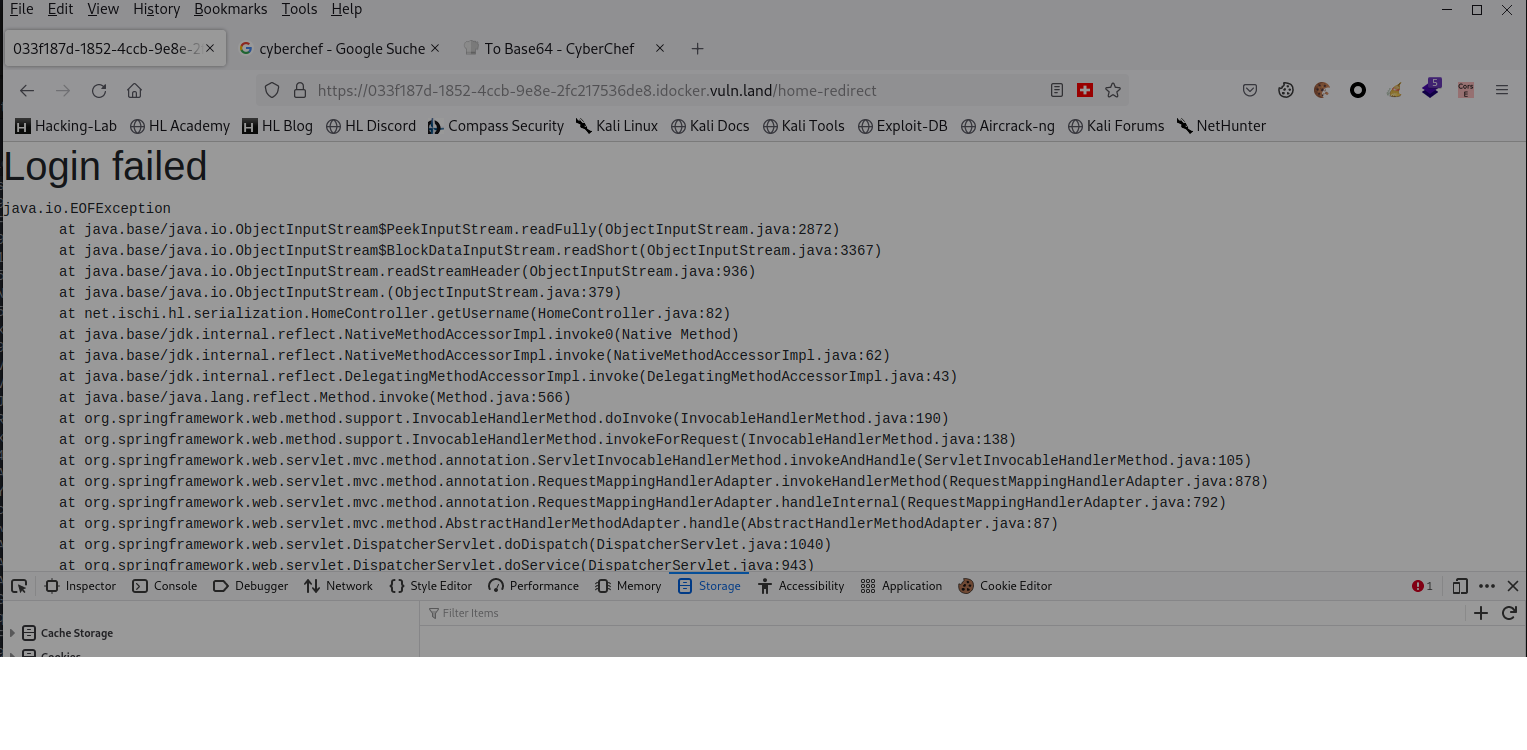 File Edit View History Bookmarks Tools Help
033f187d-1852-4ccb-9e8e-2 cyberchef - Google Suche To Base64 - CyberChef
https://033f187d-1852-4ccb-9e8e-2fc217536de8.idocker.vuln.land/home-redirect 5 Cors E
Hacking-Lab HL Academy HL Blog HL Discord Compass Security Kali Linux Kali Docs Kali Tools Kali Forums Exploit-DB Aircrack-ng Kali Forums NetHunter
Login failed
java.io.EOFException
at java.base/java.io.ObjectInputStream$PeekInputStream.readFully(ObjectInputStream.java:2872)
at java.base/java.io.ObjectInputStream$BlockDataInputStream.readShort(ObjectInputStream.java:3367)
at java.base/java.io.ObjectInputStream.readStreamHeader(ObjectInputStream.java:936)
at java.base/java.io.ObjectInputStream.(ObjectInputStream.java:379)
at net.ischi.hl.serialization.HomeController.getUsername(HomeController.java:82)
at java.base/jdk.internal.reflect.NativeMethodAccessorImpl.invoke0(Native Method)
at java.base/jdk.internal.reflect.NativeMethodAccessorImpl.invoke(NativeMethodAccessorImpl.java:62)
at java.base/jdk.internal.reflect.DelegatingMethodAccessorImpl.invoke(DelegatingMethodAccessorImpl.java:43)
at java.base/java.lang.reflect.Method.invoke(Method.java:566)
at org.springframework.web.method.support.InvocableHandlerMethod.doInvoke(InvocableHandlerMethod.java:190)
at org.springframework.web.method.support.InvocableHandlerMethod.invokeForRequest(InvocableHandlerMethod.java:138)
at org.springframework.web.servlet.mvc.method.annotation.ServletInvocableHandlerMethod.invokeAndHandle(ServletInvocableHandlerMethod.java:105)
at org.springframework.web.servlet.mvc.method.annotation.RequestMappingHandlerAdapter.invokeHandlerMethod(RequestMappingHandlerAdapter.java:878)
at org.springframework.web.servlet.mvc.method.annotation.RequestMappingHandlerAdapter.handleInternal(RequestMappingHandlerAdapter.java:792)
at org.springframework.web.servlet.mvc.method.AbstractHandlerMethodAdapter.handle(AbstractHandlerMethodAdapter.java:87)
at org.springframework.web.servlet.DispatcherServlet.doDispatch(DispatcherServlet.java:1040)
at org.springframework.web.servlet.DispatcherServlet.doService(DispatcherServlet.java:943)
Inspector Console Debugger Network Style Editor Performance Memory Storage Accessibility Application Cookie Editor 1
Filter Items
Cache Storage
Cookies